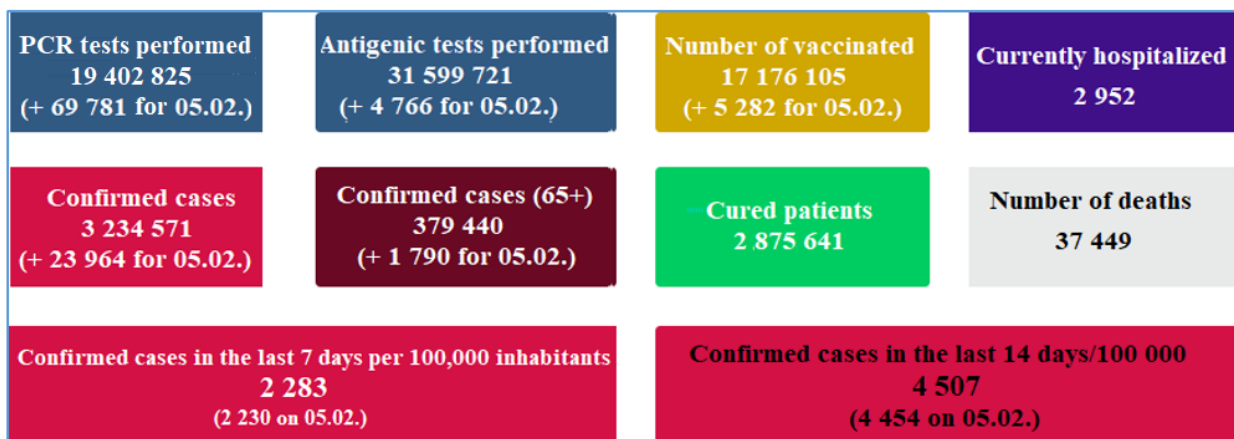 PCR tests performed
19 402 825
(+ 69 781 for 05.02.)
Antigenic tests performed
31 599 721
(+ 4 766 for 05.02.)
Number of vaccinated
17 176 105
(+ 5 282 for 05.02.)
Currently hospitalized
2 952
Confirmed cases
3 234 571
(+ 23 964 for 05.02.)
Confirmed cases (65+)
379 440
(+ 1 790 for 05.02.)
Cured patients
2 875 641
Number of deaths
37 449
Confirmed cases in the last 7 days per 100,000 inhabitants
2 283
(2 230 on 05.02.)
Confirmed cases in the last 14 days/100 000
4 507
(4 454 on 05.02.)